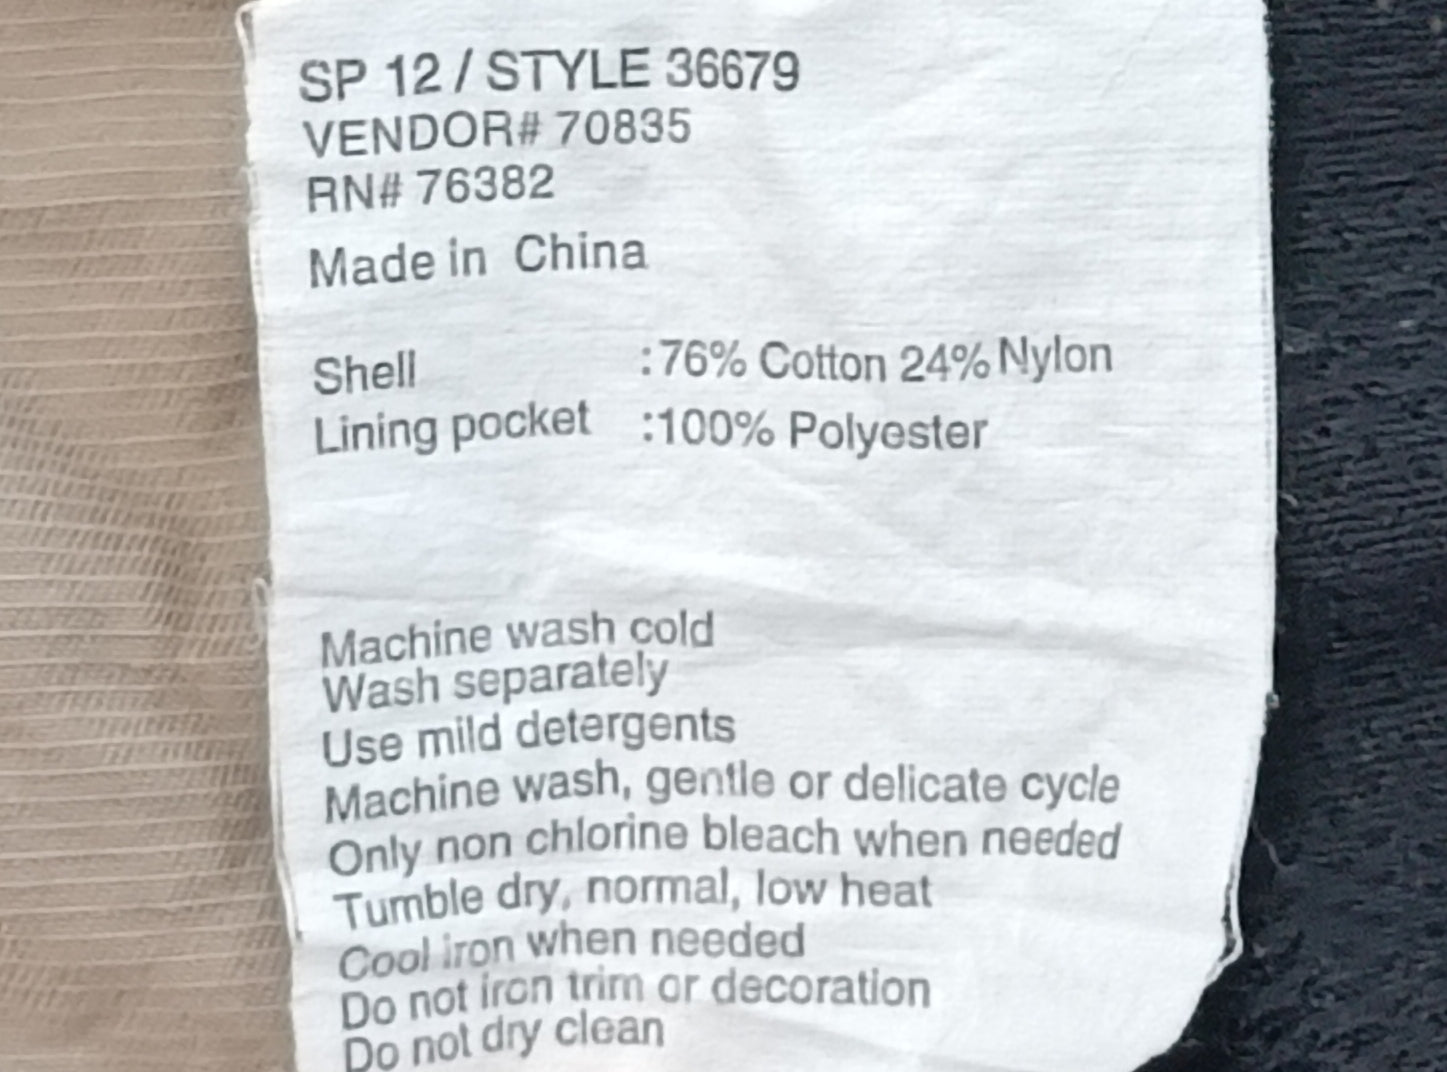 SP 12 / STYLE 36679
VENDOR# 70835
RN# 76382
Made in China
Shell :76% Cotton 24% Nylon
Lining pocket :100% Polyester
Machine wash cold
Wash separately
Use mild detergents
Machine wash, gentle or delicate cycle
Only non chlorine bleach when needed
Tumble dry, normal, low heat
Cool iron when needed
Do not iron trim or decoration
Do not dry clean